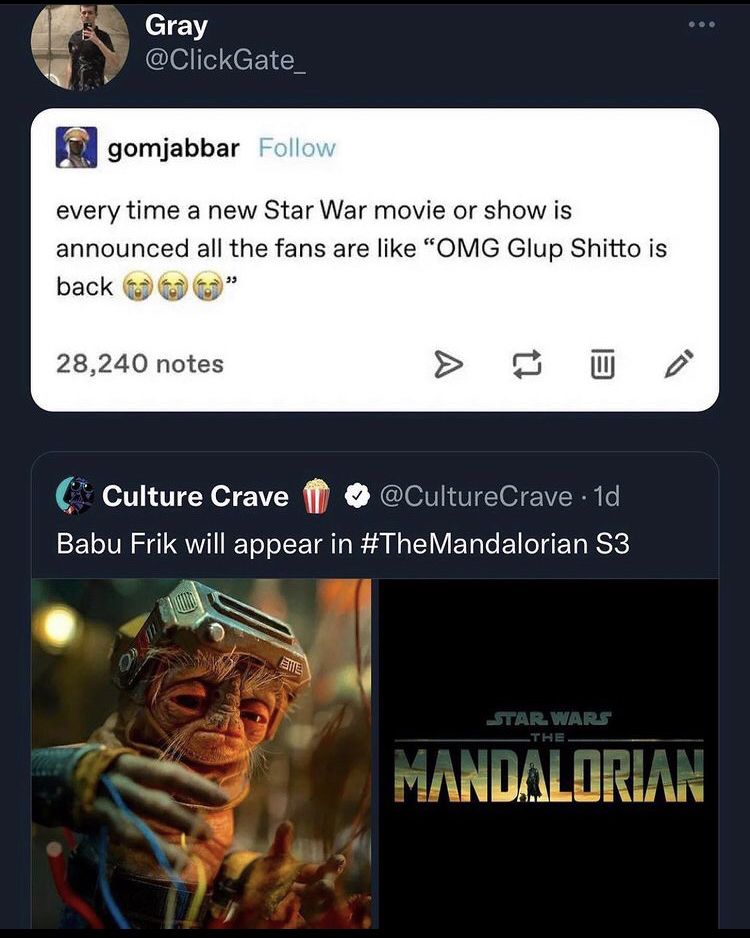 Gray
@ClickGate_
gomjabbar Follow
every time a new Star War movie or show is
announced all the fans are like “OMG Glup Shitto is
back 😭😭😭”
28,240 notes
Culture Crave 🍿 @CultureCrave · 1d
Babu Frik will appear in #TheMandalorian S3
STAR WARS
THE
MANDALORIAN